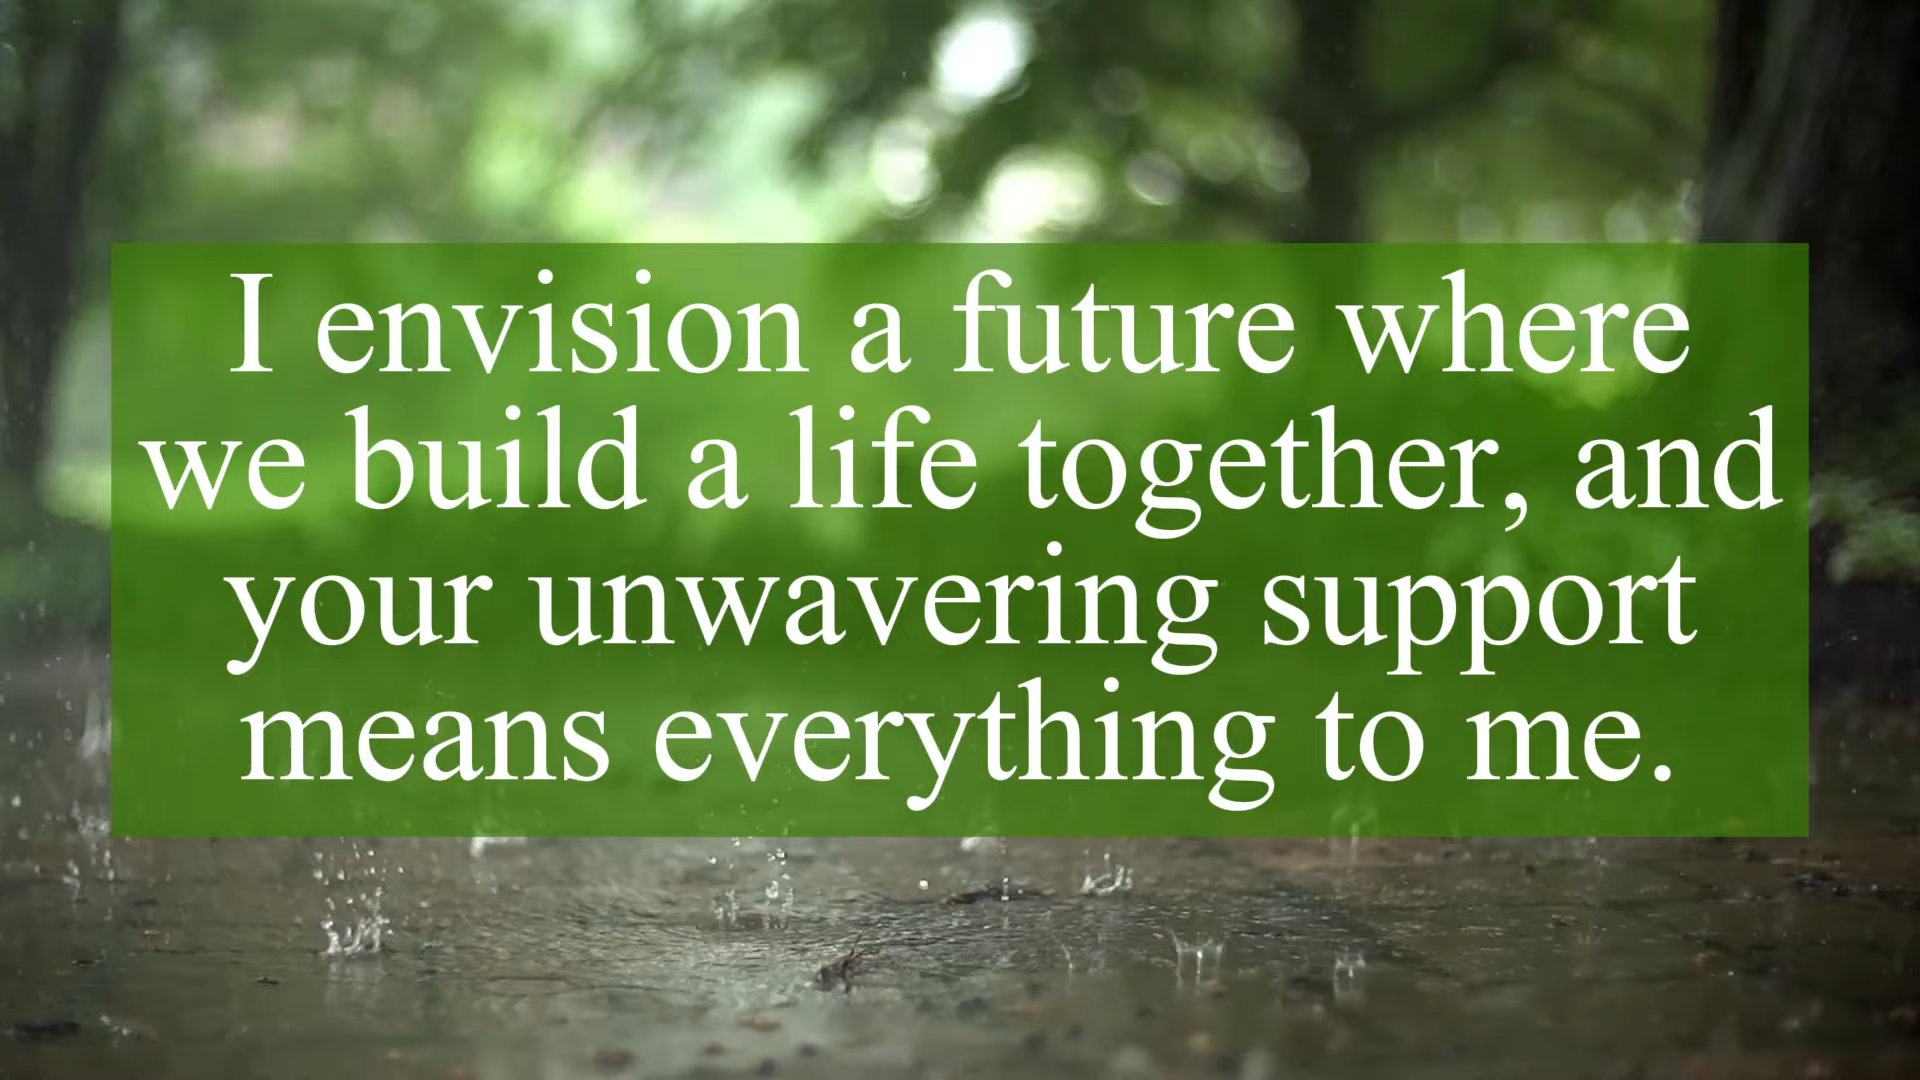 I envision a future where
we build a life together, and
your unwavering support
means everything to me.